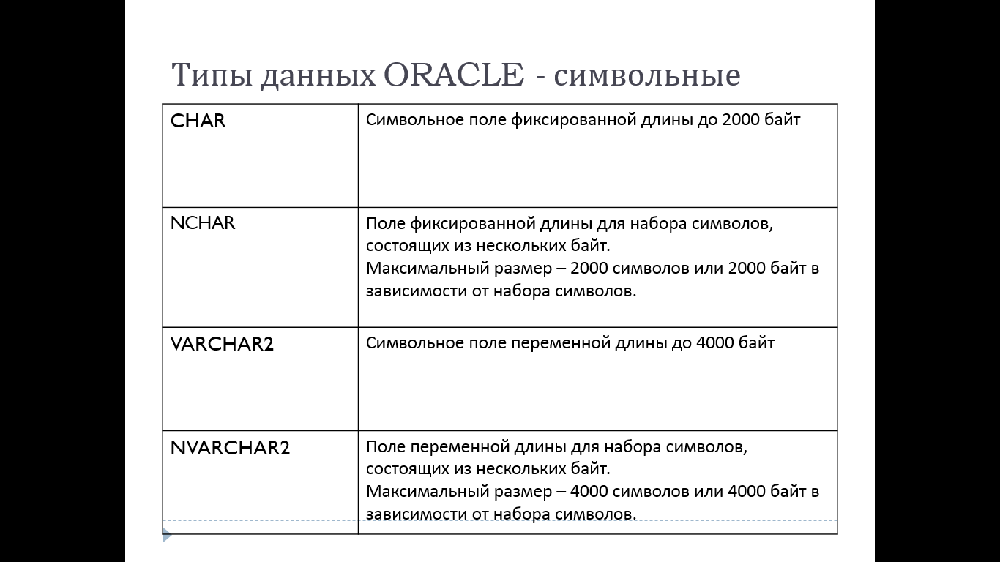 Типы данных ORACLE - символьные
CHAR
Символьное поле фиксированной длины до 2000 байт
NCHAR
Поле фиксированной длины для набора символов,
состоящих из нескольких байт.
Максимальный размер – 2000 символов или 2000 байт в
зависимости от набора символов.
VARCHAR2
Символьное поле переменной длины до 4000 байт
NVARCHAR2
Поле переменной длины для набора символов,
состоящих из нескольких байт.
Максимальный размер – 4000 символов или 4000 байт в
зависимости от набора символов.